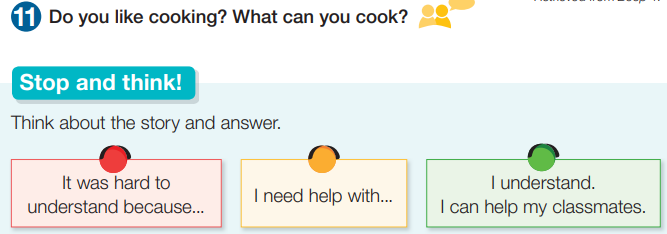 11 Do you like cooking? What can you cook?
Stop and think!
Think about the story and answer.
It was hard to
understand because...
I need help with...
I understand.
I can help my classmates.